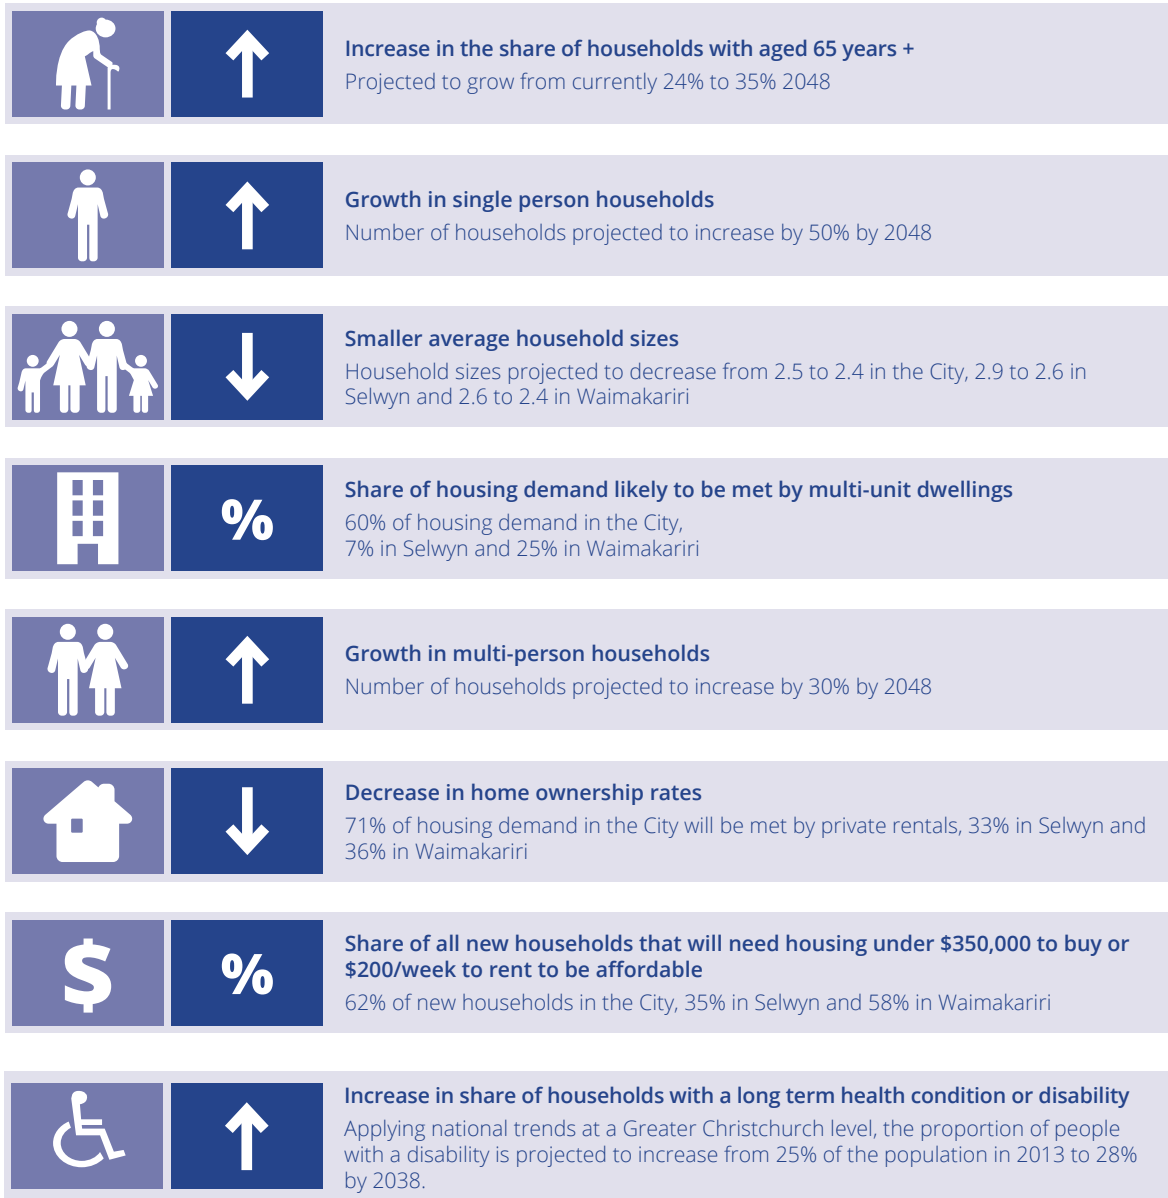 Increase in the share of households with aged 65 years +
Projected to grow from currently 24% to 35% 2048
Growth in single person households
Number of households projected to increase by 50% by 2048
Smaller average household sizes
Household sizes projected to decrease from 2.5 to 2.4 in the City, 2.9 to 2.6 in
Selwyn and 2.6 to 2.4 in Waimakariri
%
Share of housing demand likely to be met by multi-unit dwellings
60% of housing demand in the City,
7% in Selwyn and 25% in Waimakariri
Growth in multi-person households
Number of households projected to increase by 30% by 2048
Decrease in home ownership rates
71% of housing demand in the City will be met by private rentals, 33% in Selwyn and
36% in Waimakariri
$ %
Share of all new households that will need housing under $350,000 to buy or
$200/week to rent to be affordable
62% of new households in the City, 35% in Selwyn and 58% in Waimakariri
Increase in share of households with a long term health condition or disability
Applying national trends at a Greater Christchurch level, the proportion of people
with a disability is projected to increase from 25% of the population in 2013 to 28%
by 2038.